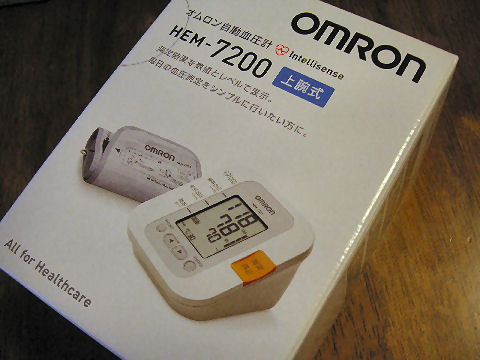 OMRON
オムロン自動血圧計 Intellisense
HEM-7200 上腕式
測定結果を数値とレベルで表示。
毎日の血圧測定をシンプルに行いたい方に。
OMRON
OMRON
All for Healthcare